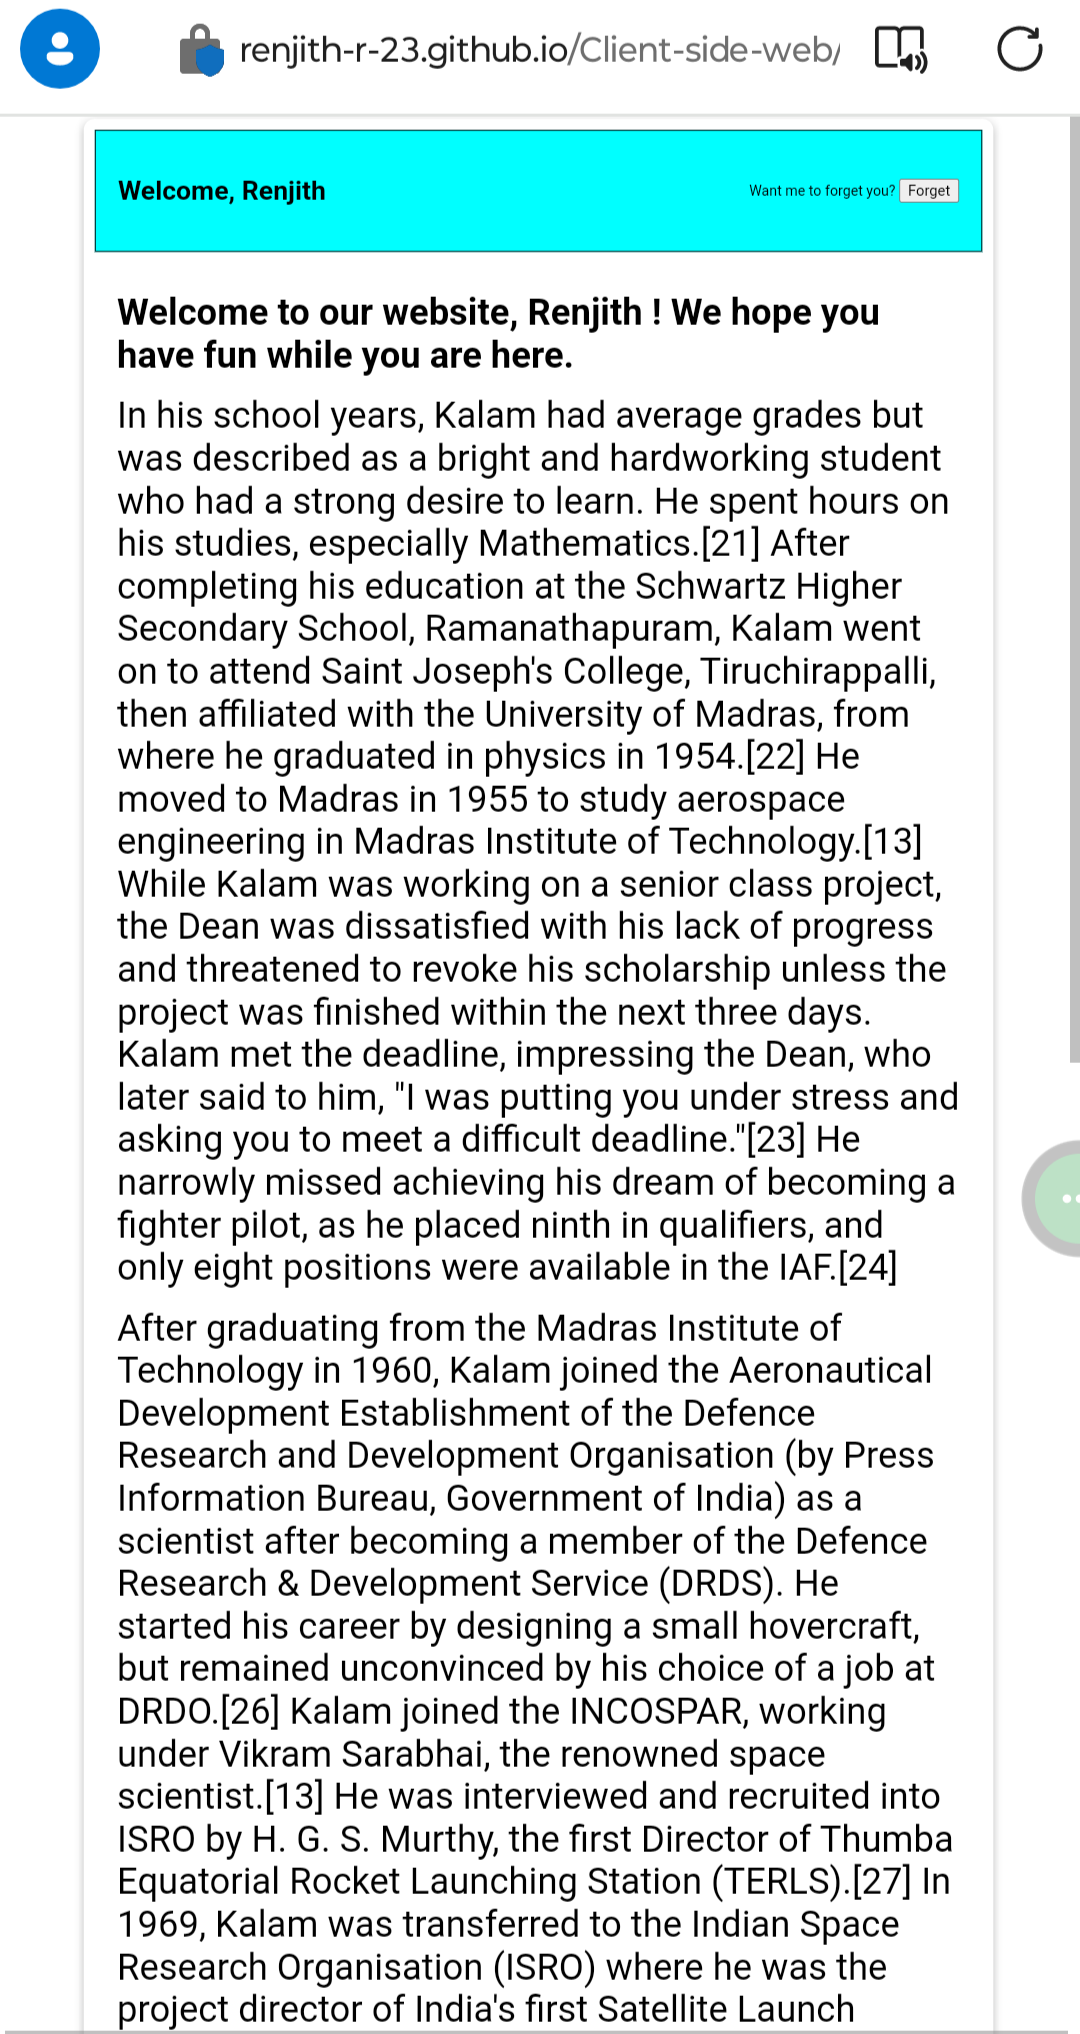 renjith-r-23.github.io/Client-side-web/
Welcome, Renjith
Want me to forget you? Forget
Welcome to our website, Renjith ! We hope you
have fun while you are here.
In his school years, Kalam had average grades but
was described as a bright and hardworking student
who had a strong desire to learn. He spent hours on
his studies, especially Mathematics.[21] After
completing his education at the Schwartz Higher
Secondary School, Ramanathapuram, Kalam went
on to attend Saint Joseph's College, Tiruchirappalli,
then affiliated with the University of Madras, from
where he graduated in physics in 1954.[22] He
moved to Madras in 1955 to study aerospace
engineering in Madras Institute of Technology.[13]
While Kalam was working on a senior class project,
the Dean was dissatisfied with his lack of progress
and threatened to revoke his scholarship unless the
project was finished within the next three days.
Kalam met the deadline, impressing the Dean, who
later said to him, "I was putting you under stress and
asking you to meet a difficult deadline."[23] He
narrowly missed achieving his dream of becoming a
fighter pilot, as he placed ninth in qualifiers, and
only eight positions were available in the IAF.[24]
After graduating from the Madras Institute of
Technology in 1960, Kalam joined the Aeronautical
Development Establishment of the Defence
Research and Development Organisation (by Press
Information Bureau, Government of India) as a
scientist after becoming a member of the Defence
Research & Development Service (DRDS). He
started his career by designing a small hovercraft,
but remained unconvinced by his choice of a job at
DRDO.[26] Kalam joined the INCOSPAR, working
under Vikram Sarabhai, the renowned space
scientist.[13] He was interviewed and recruited into
ISRO by H. G. S. Murthy, the first Director of Thumba
Equatorial Rocket Launching Station (TERLS).[27] In
1969, Kalam was transferred to the Indian Space
Research Organisation (ISRO) where he was the
project director of India's first Satellite Launch